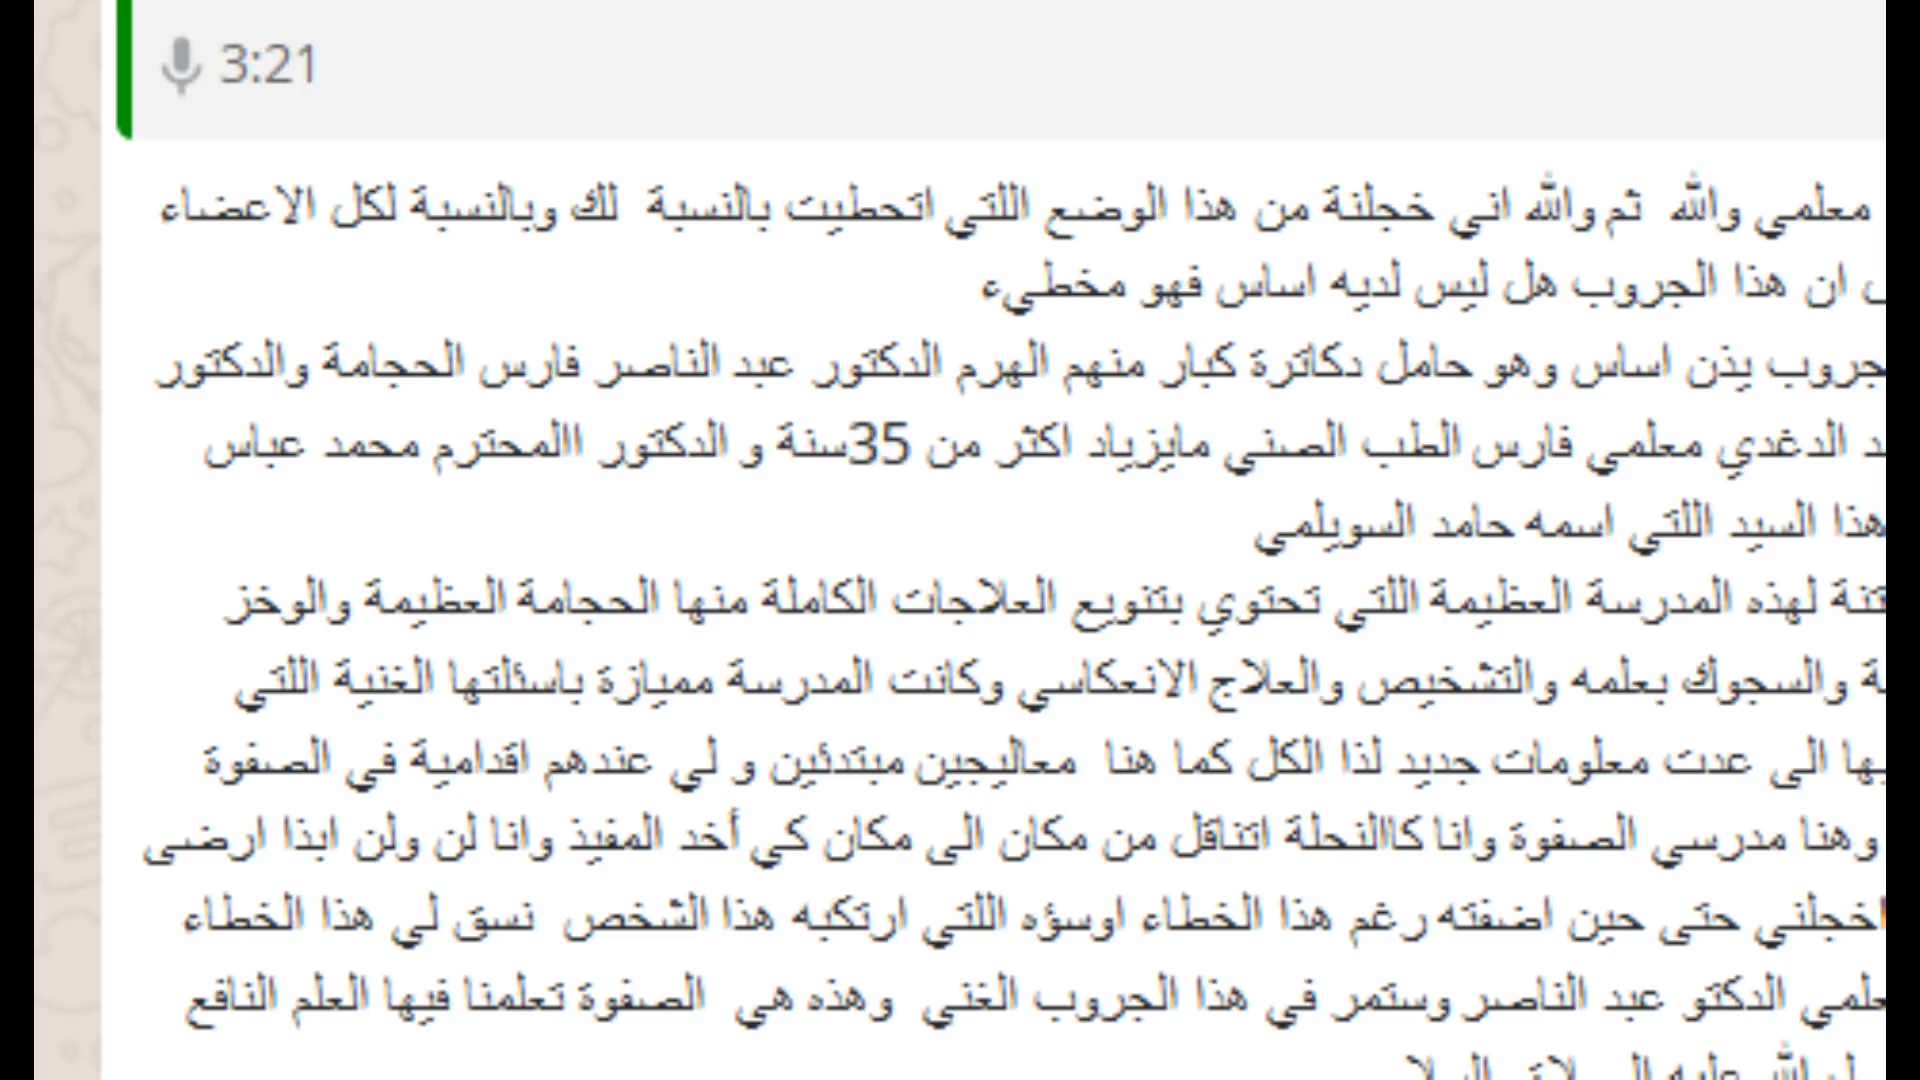 3:21
معلمي والله ثم والله اني خجلنة من هذا الوضع اللتي اتحطيت بالنسبة لك وبالنسبة لكل الاعضاء
ان هذا الجروب هل ليس لديه اساس فهو مخطيء
جروب يذن اساس وهو حامل دكاترة كبار منهم الهرم الدكتور عبد الناصر فارس الحجامة والدكتور
الدغدي معلمي فارس الطب الصني مايزياد اكثر من 35سنة و الدكتور االمحترم محمد عباس
هذا السيد اللتي اسمه حامد السويلمي
لهذه المدرسة العظيمة اللتي تحتوي بتنويع العلاجات الكاملة منها الحجامة العظيمة والوخز
والسجوك بعلمه والتشخيص والعلاج الانعكاسي وكانت المدرسة مميازة باسئلتها الغنية اللتي
الى عدت معلومات جديد لذا الكل كما هنا معاليجين مبتدئين و لي عندهم اقدامية في الصفوة
وهنا مدرسي الصفوة وانا كاالنحلة اتناقل من مكان الى مكان كي أخد المفيذ وانا لن ولن ابذا ارضى
اخجلني حتى حين اضفته رغم هذا الخطاء اوسؤه اللتي ارتكبه هذا الشخص نسق لي هذا الخطاء
الدكتو عبد الناصر وستمر في هذا الجروب الغني وهذه هي الصفوة تعلمنا فيها العلم النافع